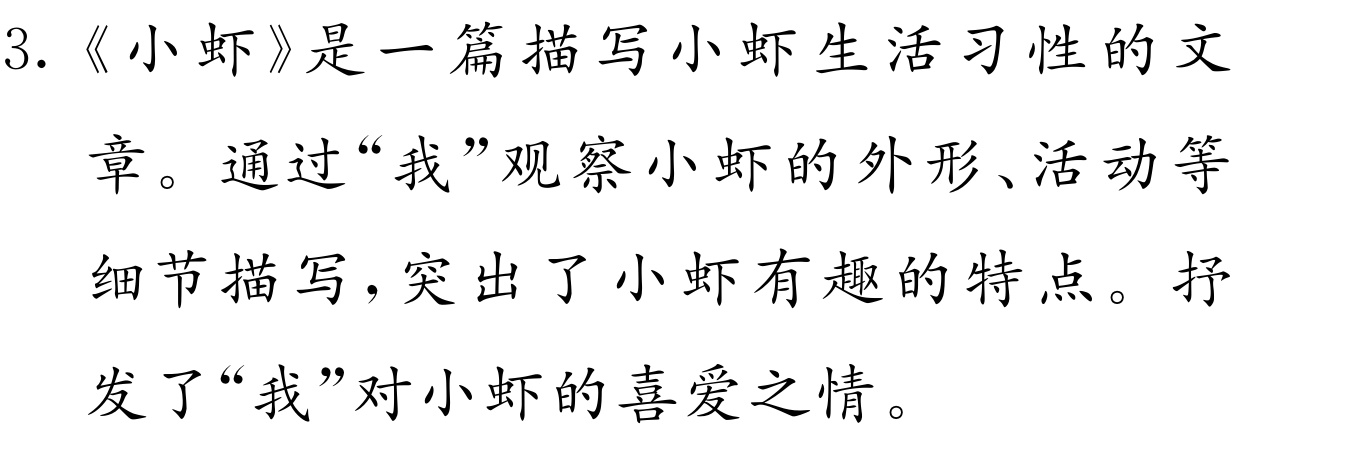 3.《小虾》是一篇描写小虾生活习性的文
章。通过“我”观察小虾的外形、活动等
细节描写，突出了小虾有趣的特点。抒
发了“我”对小虾的喜爱之情。